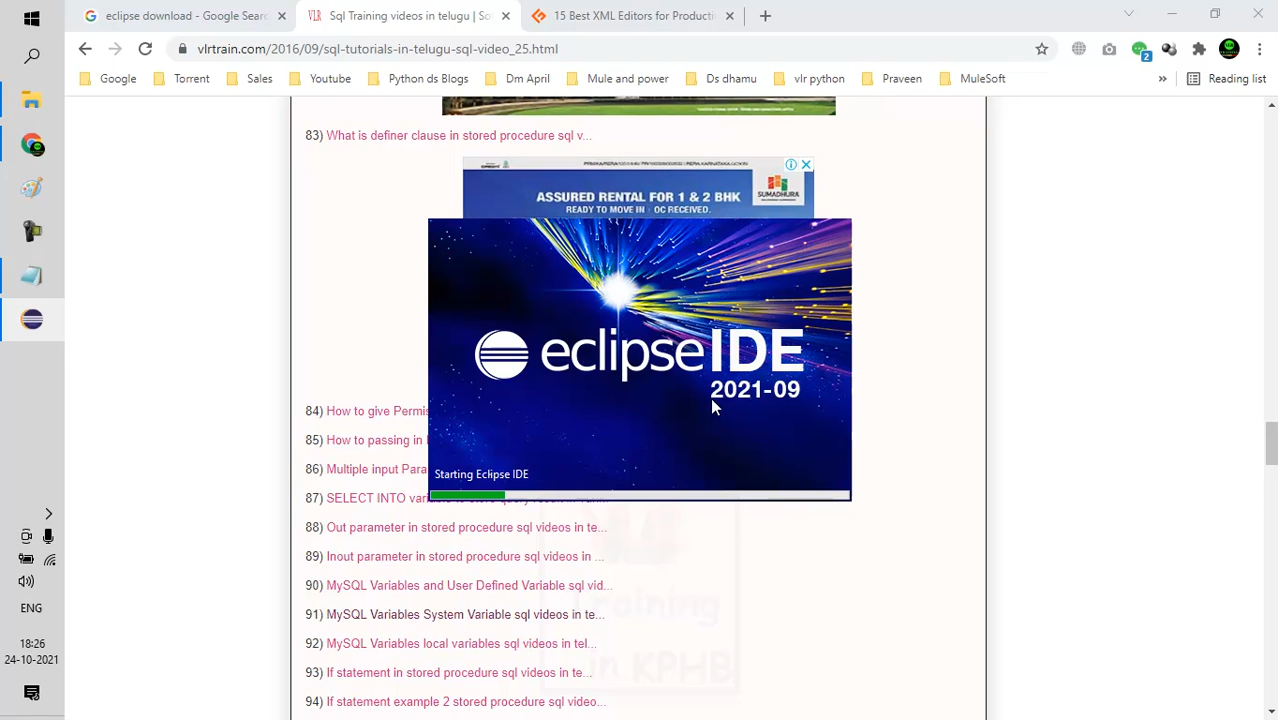 eclipse download - Google Searc
Sql Training videos in telugu | So
15 Best XML Editors for Producti
vlrtrain.com/2016/09/sql-tutorials-in-telugu-sql-video_25.html
2
Google
Torrent
Sales
Youtube
Python ds Blogs
Dm April
Mule and power
Ds dhamu
vlr python
Praveen
MuleSoft
Reading list
83) What is definer clause in stored procedure sql v...
ASSURED RENTAL FOR 1 & 2 BHK
READY TO MOVE IN - OC RECEIVED.
SUMADHURA
eclipse IDE
2021-09
Starting Eclipse IDE
84) How to give Permis
85) How to passing in
86) Multiple input Para
87) SELECT INTO
88) Out parameter in stored procedure sql videos in te...
89) Inout parameter in stored procedure sql videos in ...
90) MySQL Variables and User Defined Variable sql vid...
91) MySQL Variables System Variable sql videos in te...
92) MySQL Variables local variables sql videos in tel...
93) If statement in stored procedure sql videos in te...
94) If statement example 2 stored procedure sql video...
Training
in KPHB
ENG
18:26
24-10-2021